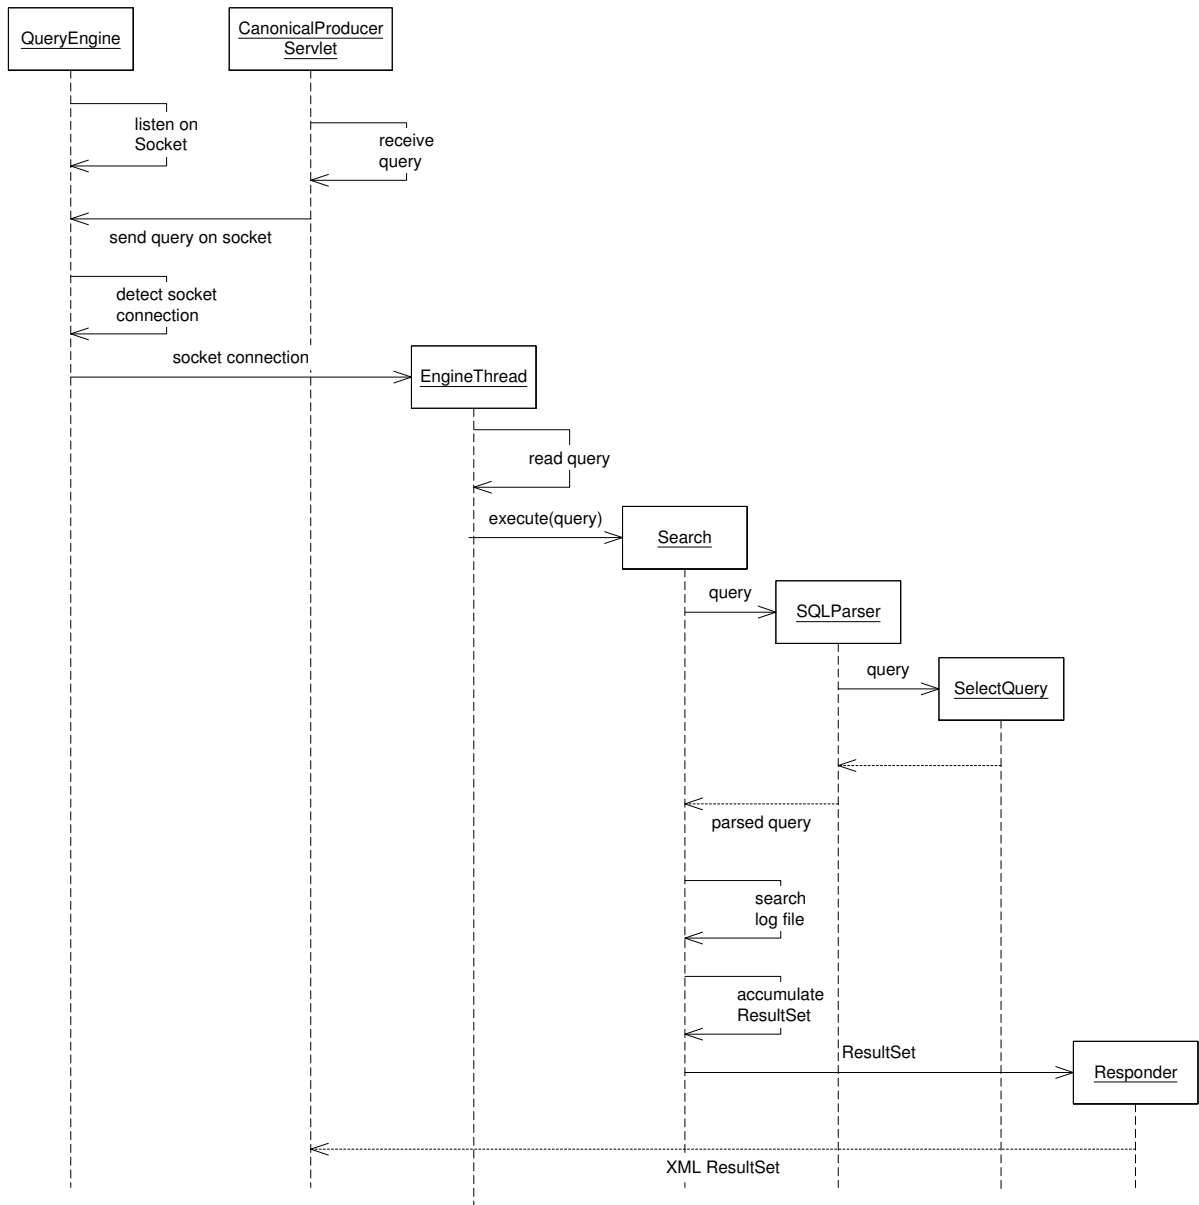 QueryEngine
CanonicalProducer
Servlet
listen on
Socket
receive
query
send query on socket
detect socket
connection
socket connection
EngineThread
read query
execute(query)
Search
query
SQLParser
query
SelectQuery
parsed query
search
log file
accumulate
ResultSet
ResultSet
Responder
XML ResultSet